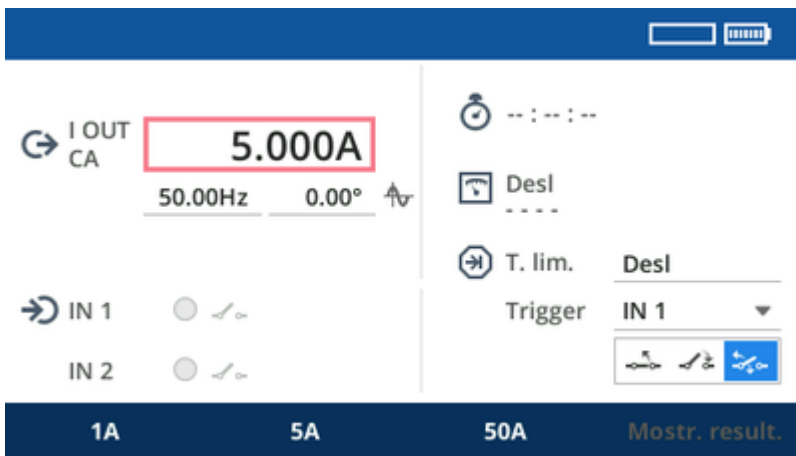 I OUT
CA
5.000A
50.00Hz 0.00°
-- : -- : --
Desl
- - - -
T. lim. Desl
IN 1
Trigger IN 1
IN 2
1A 5A 50A Mostr. result.